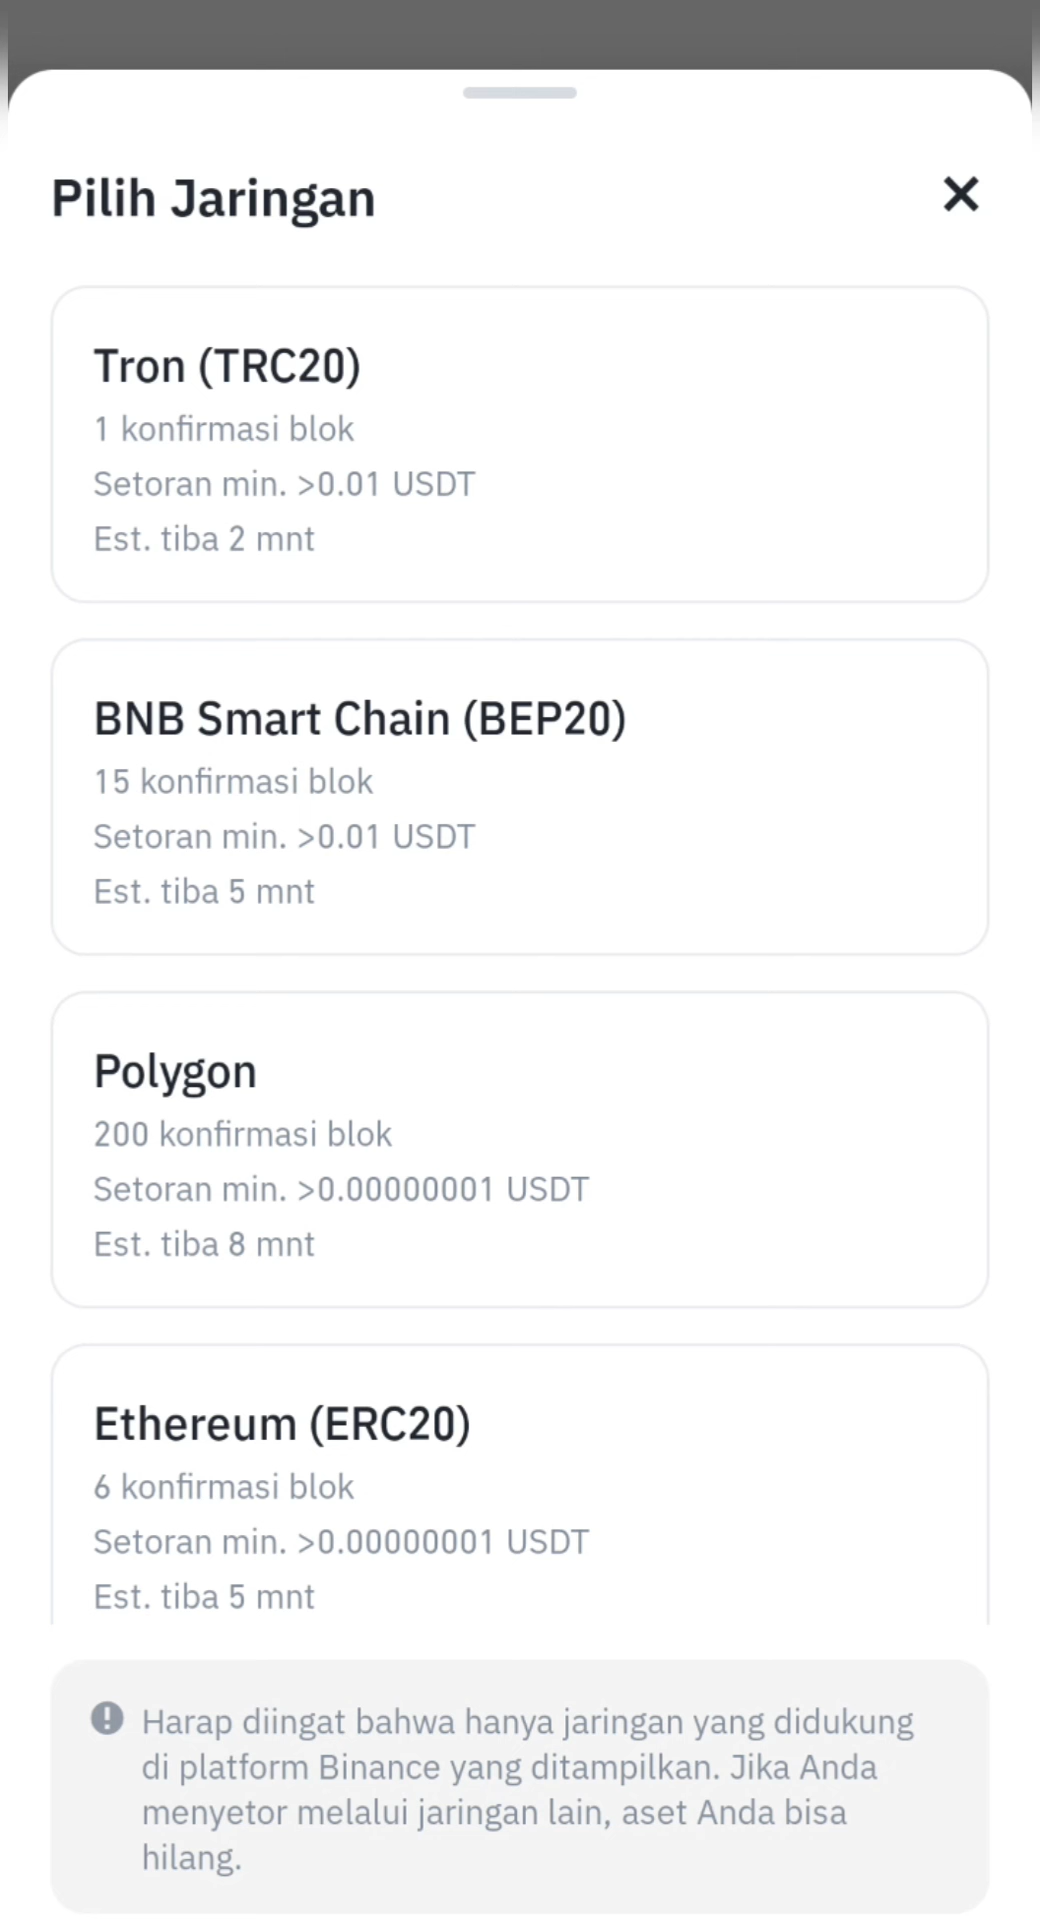 Pilih Jaringan
Tron (TRC20)
1 konfirmasi blok
Setoran min. >0.01 USDT
Est. tiba 2 mnt
BNB Smart Chain (BEP20)
15 konfirmasi blok
Setoran min. >0.01 USDT
Est. tiba 5 mnt
Polygon
200 konfirmasi blok
Setoran min. >0.00000001 USDT
Est. tiba 8 mnt
Ethereum (ERC20)
6 konfirmasi blok
Setoran min. >0.00000001 USDT
Est. tiba 5 mnt
Harap diingat bahwa hanya jaringan yang didukung
di platform Binance yang ditampilkan. Jika Anda
menyetor melalui jaringan lain, aset Anda bisa
hilang.